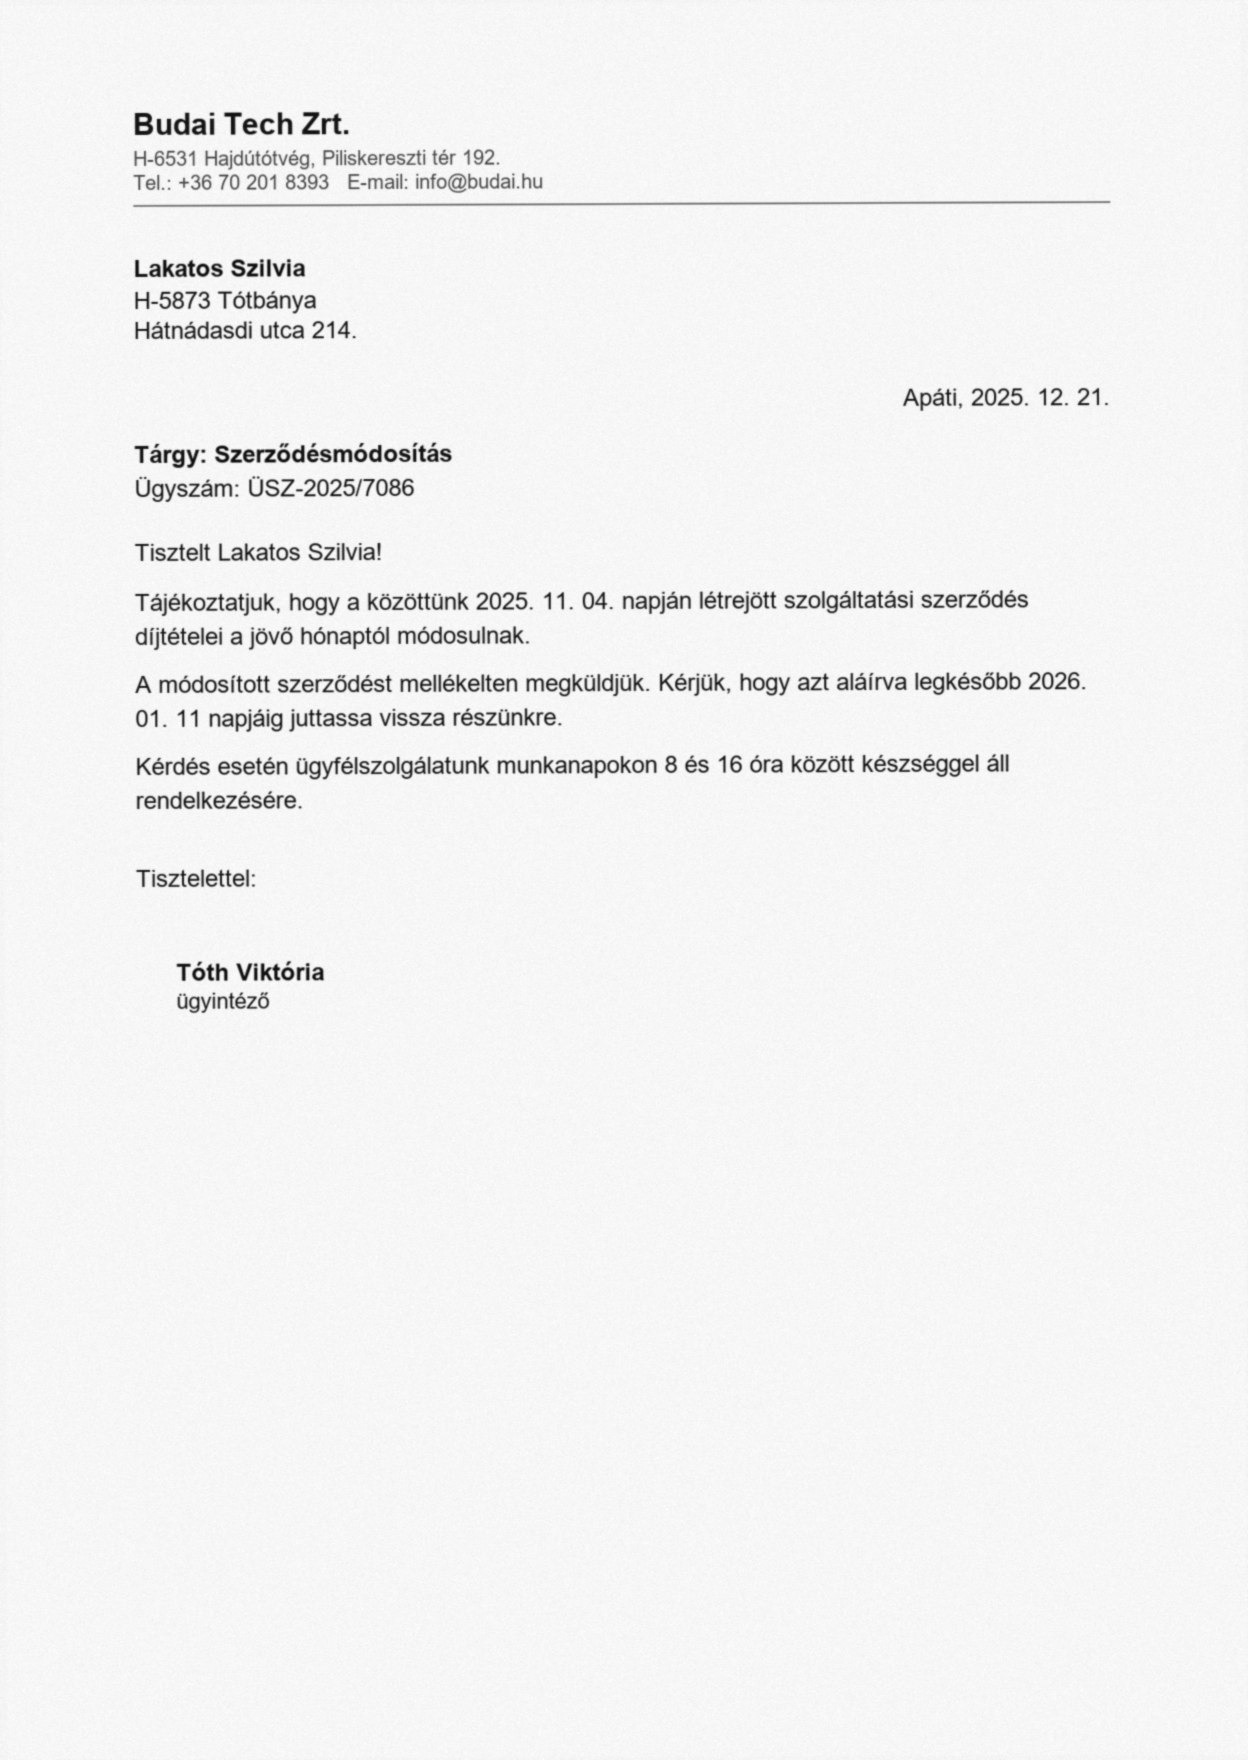 Budai Tech Zrt.
H-6531 Hajdútótvég, Piliskereszti tér 192.
Tel.: +36 70 201 8393 E-mail: info@budai.hu
Lakatos Szilvia
H-5873 Tótbánya
Hátnádasdi utca 214.
Apáti, 2025. 12. 21.
Tárgy: Szerződésmódosítás
Ügyszám: ÜSZ-2025/7086
Tisztelt Lakatos Szilvia!
Tájékoztatjuk, hogy a közöttünk 2025. 11. 04. napján létrejött szolgáltatási szerződés
díjtételei a jövő hónaptól módosulnak.
A módosított szerződést mellékelten megküldjük. Kérjük, hogy azt aláírva legkésőbb 2026.
01. 11 napjáig juttassa vissza részünkre.
Kérdés esetén ügyfélszolgálatunk munkanapokon 8 és 16 óra között készséggel áll
rendelkezésére.
Tisztelettel:
Tóth Viktória
ügyintéző